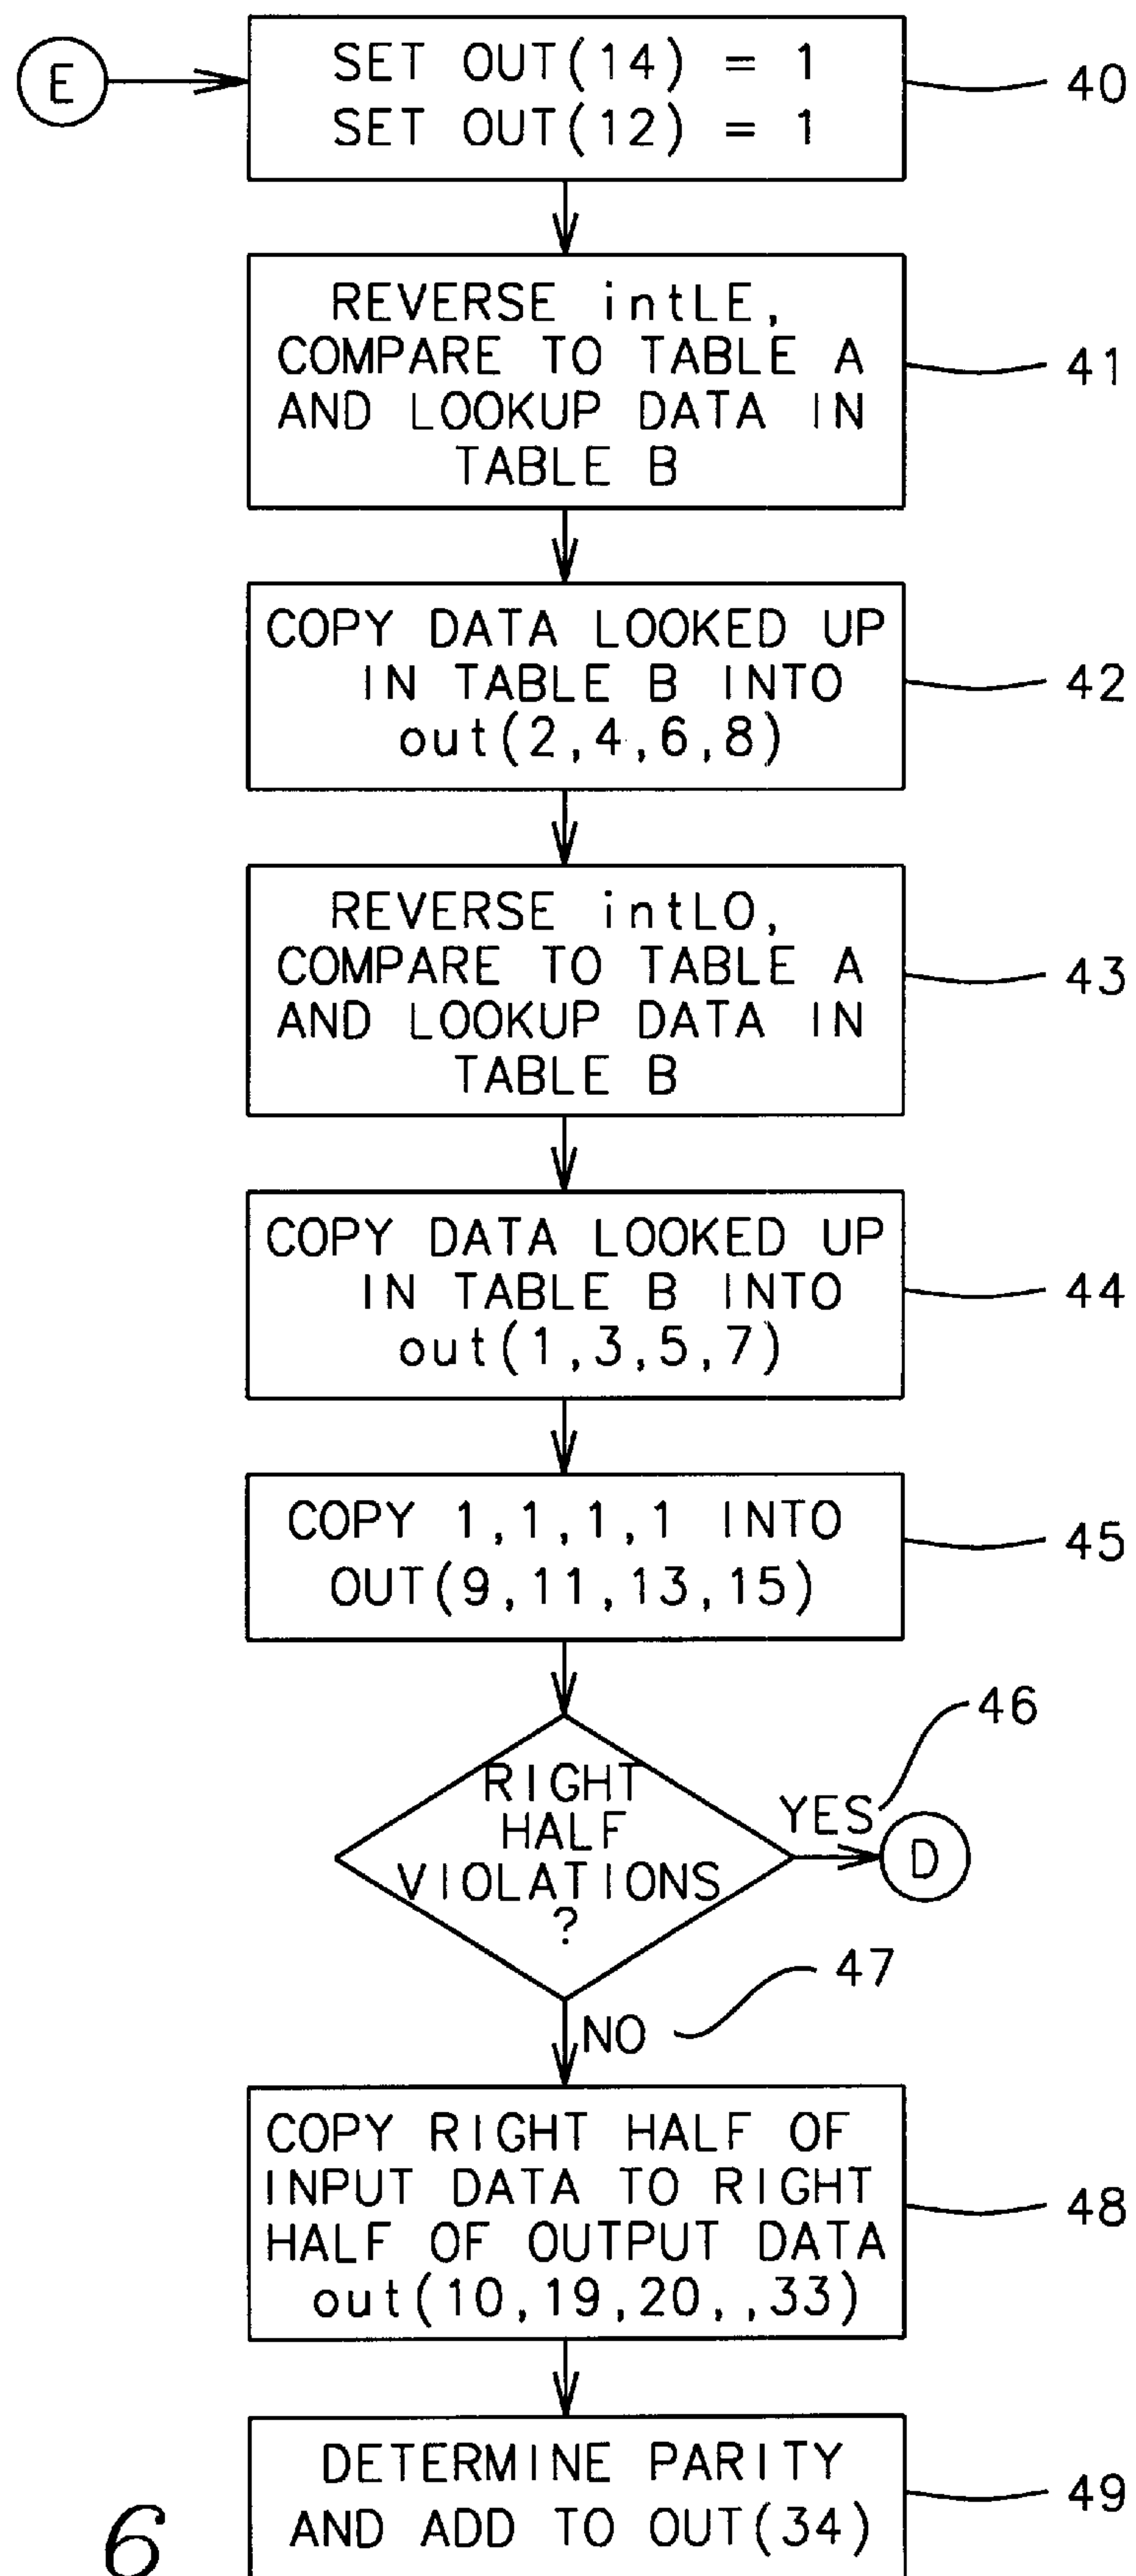 E
SET OUT(14) = 1
SET OUT(12) = 1
40
REVERSE intLE,
COMPARE TO TABLE A
AND LOOKUP DATA IN
TABLE B
41
COPY DATA LOOKED UP
IN TABLE B INTO
out(2,4,6,8)
42
REVERSE intLO,
COMPARE TO TABLE A
AND LOOKUP DATA IN
TABLE B
43
COPY DATA LOOKED UP
IN TABLE B INTO
out(1,3,5,7)
44
COPY 1,1,1,1 INTO
OUT(9,11,13,15)
45
RIGHT
HALF
VIOLATIONS
?
YES
46
D
NO
47
COPY RIGHT HALF OF
INPUT DATA TO RIGHT
HALF OF OUTPUT DATA
out(10,19,20,,33)
48
DETERMINE PARITY
AND ADD TO OUT(34)
49
6